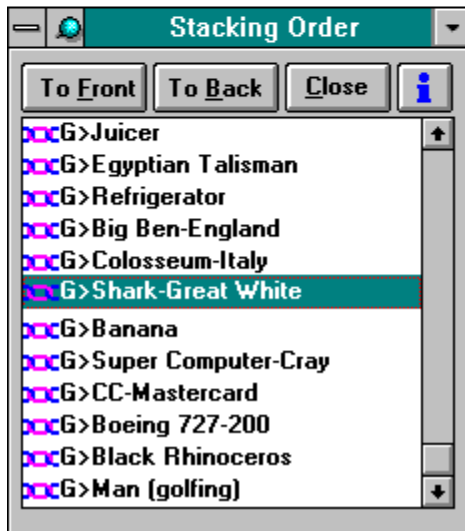 Stacking Order
To Front To Back Close i
G>Juicer
G>Egyptian Talisman
G>Refrigerator
G>Big Ben-England
G>Colosseum-Italy
G>Shark-Great White
G>Banana
G>Super Computer-Cray
G>CC-Mastercard
G>Boeing 727-200
G>Black Rhinoceros
G>Man (golfing)